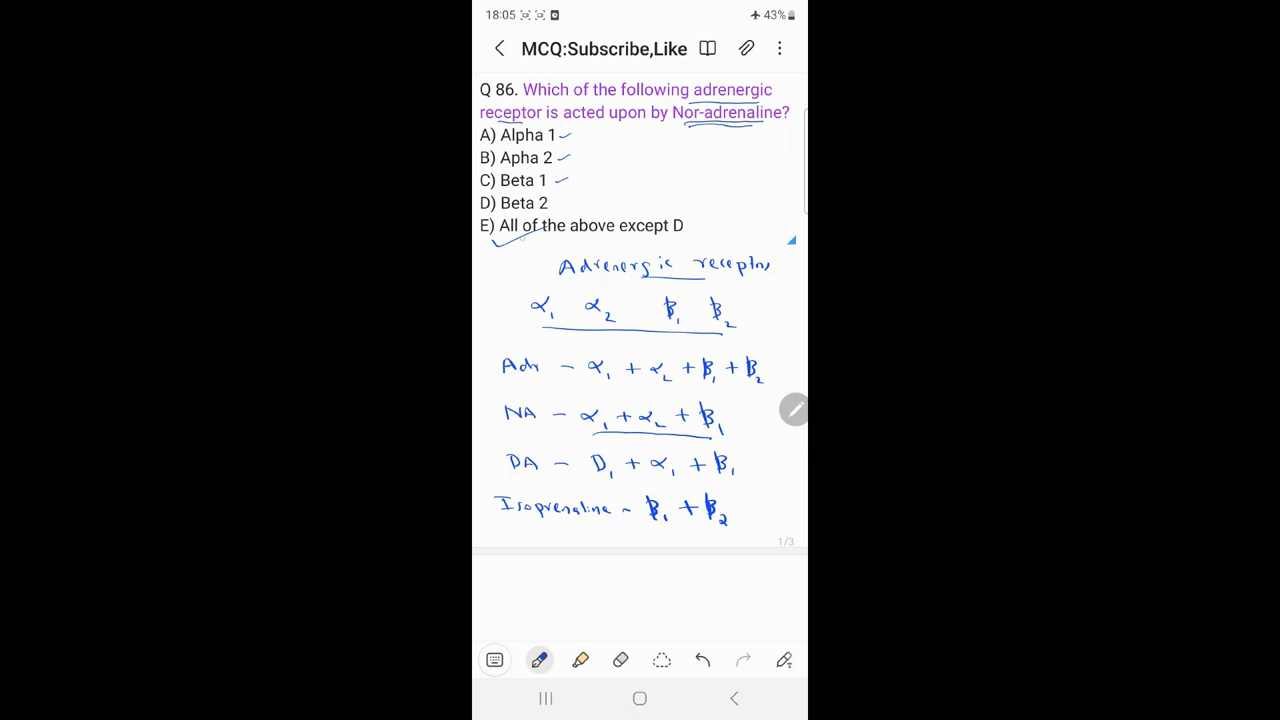 18:05 43%
MCQ:Subscribe,Like
Q 86. Which of the following adrenergic
receptor is acted upon by Nor-adrenaline?
A) Alpha 1
B) Apha 2
C) Beta 1
D) Beta 2
E) All of the above except D
Adrenergic receptors
α₁ α₂ β₁ β₂
Adr – α₁ + α₂ + β₁ + β₂
NA – α₁ + α₂ + β₁
DA – D₁ + α₁ + β₁
Isoprenaline – β₁ + β₂
1/3